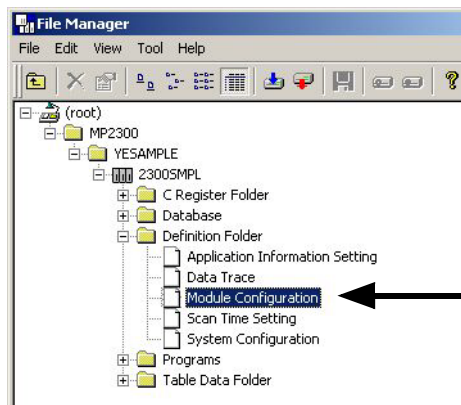 File Manager
File Edit View Tool Help
(root)
MP2300
YESAMPLE
2300SMPL
C Register Folder
Database
Definition Folder
Application Information Setting
Data Trace
Module Configuration
Scan Time Setting
System Configuration
Programs
Table Data Folder